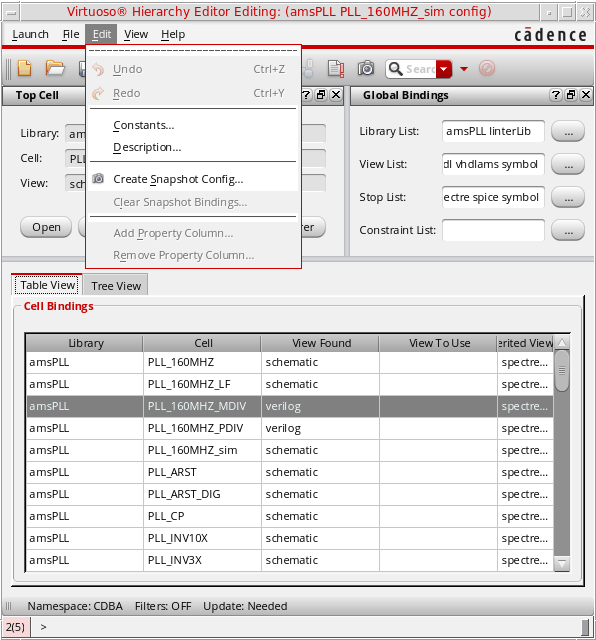 Virtuoso® Hierarchy Editor Editing: (amsPLL PLL_160MHZ_sim config)
Launch File Edit View Help
cādence
Undo Ctrl+Z
Redo Ctrl+Y
Constants...
Description...
Create Snapshot Config...
Clear Snapshot Bindings...
Add Property Column...
Remove Property Column...
Searc
Top Cell
Library: am
Cell: PL
View: sch
Open
Global Bindings
Library List: amsPLL linterLib ...
View List: dl vhdlams symbol ...
Stop List: ectre spice symbol ...
Constraint List: ...
Table View Tree View
Cell Bindings
Library Cell View Found View To Use erited View
amsPLL PLL_160MHZ schematic spectre...
amsPLL PLL_160MHZ_LF schematic spectre...
amsPLL PLL_160MHZ_MDIV verilog spectre...
amsPLL PLL_160MHZ_PDIV verilog spectre...
amsPLL PLL_160MHZ_sim schematic spectre...
amsPLL PLL_ARST schematic spectre...
amsPLL PLL_ARST_DIG schematic spectre...
amsPLL PLL_CP schematic spectre...
amsPLL PLL_INV10X schematic spectre...
amsPLL PLL_INV3X schematic spectre...
Namespace: CDBA Filters: OFF Update: Needed
2(5) >